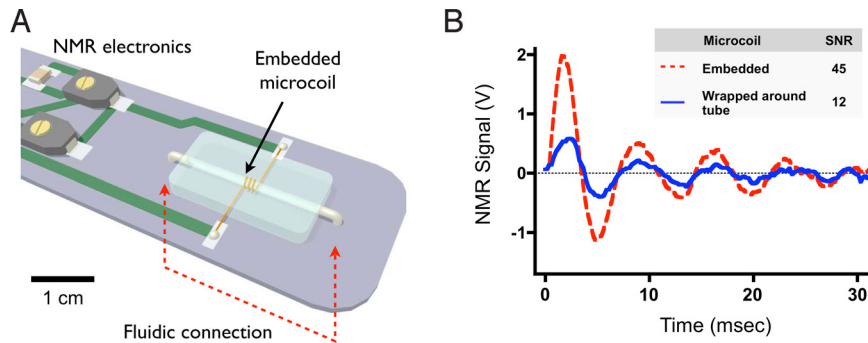 A
NMR electronics
Embedded
microcoil
1 cm
Fluidic connection
B
Microcoil SNR
Embedded 45
Wrapped around
tube 12
NMR Signal (V)
2
1
0
-1
0 10 20 30
Time (msec)